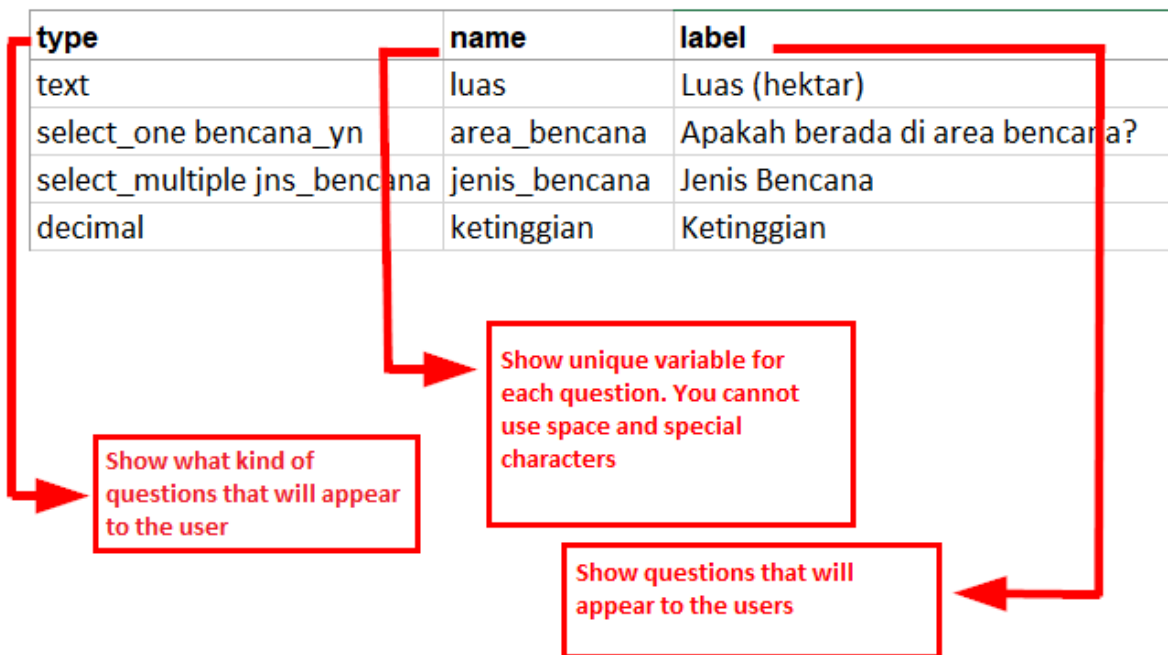 type name label
text luas Luas (hektar)
select_one bencana_yn area_bencana Apakah berada di area bencana?
select_multiple jns_bencana jenis_bencana Jenis Bencana
decimal ketinggian Ketinggian
Show unique variable for
each question. You cannot
use space and special
characters
Show what kind of
questions that will appear
to the user
Show questions that will
appear to the users